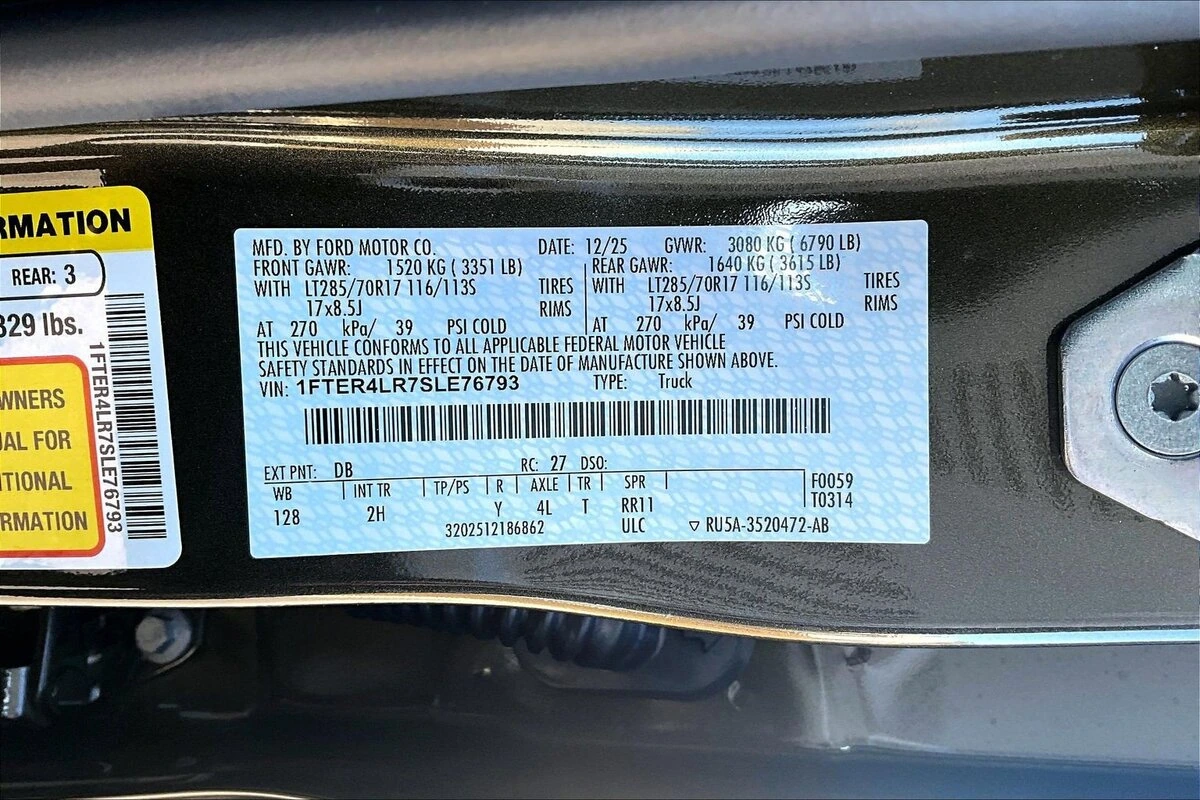 RMATION
REAR: 3
329 lbs.
WNERS
UAL FOR
ITIONAL
RMATION
1FTER4LR7SLE76793
MFD. BY FORD MOTOR CO. DATE: 12/25 GVWR: 3080 KG ( 6790 LB)
FRONT GAWR: 1520 KG ( 3351 LB) REAR GAWR: 1640 KG ( 3615 LB)
WITH LT285/70R17 116/113S TIRES WITH LT285/70R17 116/113S TIRES
17x8.5J RIMS 17x8.5J RIMS
AT 270 kPa/ 39 PSI COLD AT 270 kPa/ 39 PSI COLD
THIS VEHICLE CONFORMS TO ALL APPLICABLE FEDERAL MOTOR VEHICLE
SAFETY STANDARDS IN EFFECT ON THE DATE OF MANUFACTURE SHOWN ABOVE.
VIN: 1FTER4LR7SLE76793 TYPE: Truck
EXT PNT: DB RC: 27 DSO:
WB INT TR TP/PS R AXLE TR SPR F0059
128 2H Y 4L T RR11 T0314
3202512186862 ULC ▽ RU5A-3520472-AB